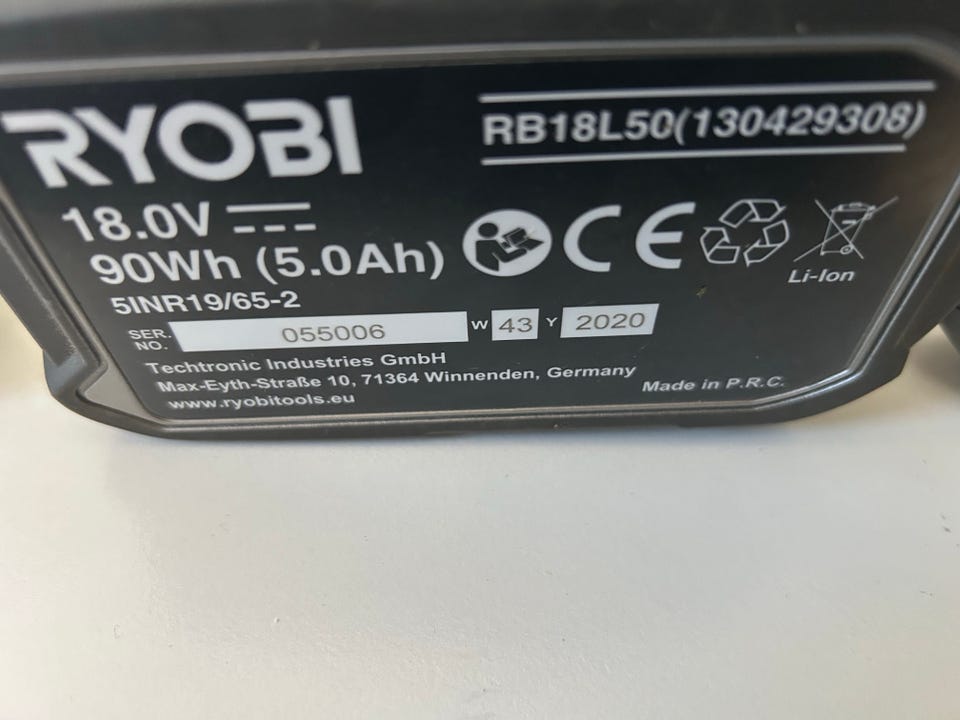 RYOBI
RB18L50(130429308)
18.0V
90Wh (5.0Ah)
CE
Li-Ion
5INR19/65-2
SER. NO. 055006 W 43 Y 2020
Techtronic Industries GmbH
Max-Eyth-Straße 10, 71364 Winnenden, Germany
www.ryobitools.eu
Made in P.R.C.